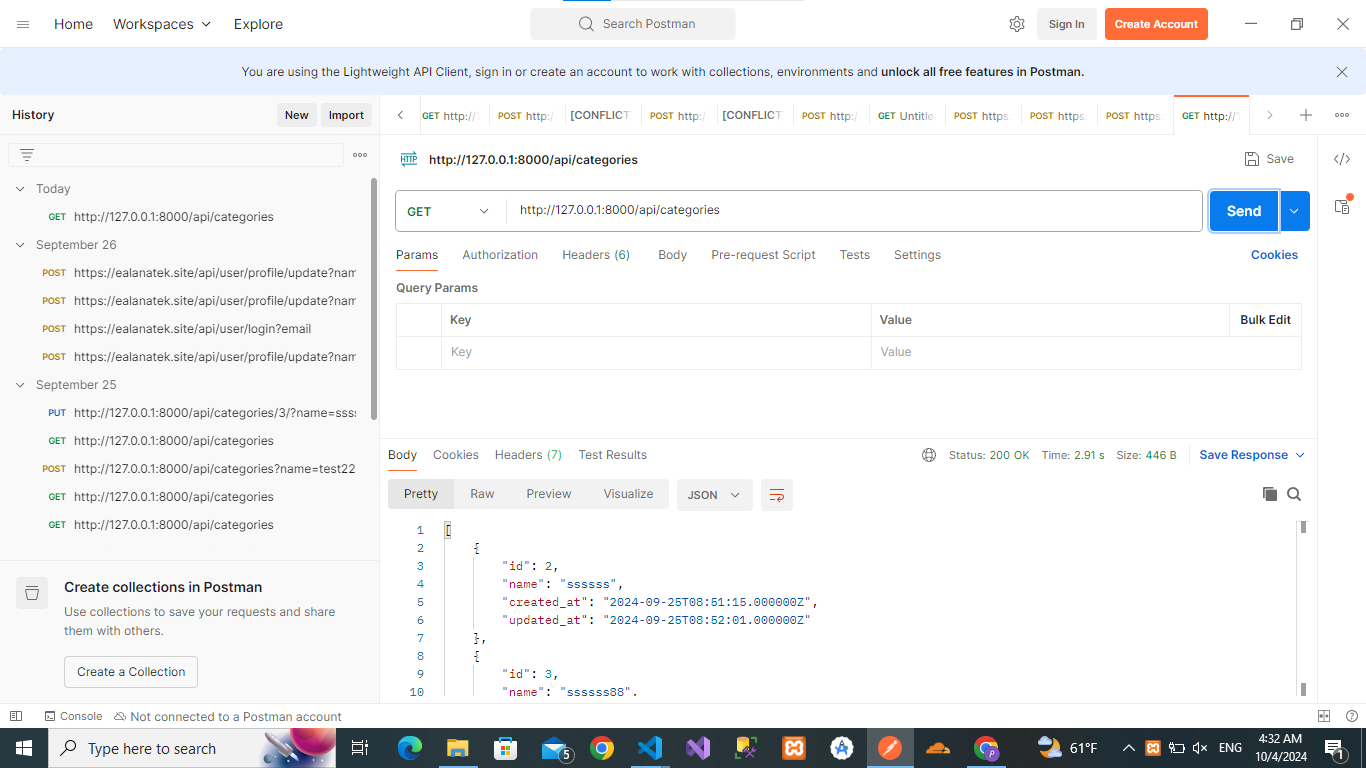 Home Workspaces Explore Search Postman Sign In Create Account
You are using the Lightweight API Client, sign in or create an account to work with collections, environments and unlock all free features in Postman.
History New Import
GET http:// POST http:/ [CONFLICT POST http:/ [CONFLICT POST http:/ GET Untitle POST https: POST https: POST https: GET http://
HTTP http://127.0.0.1:8000/api/categories Save
Today
GET http://127.0.0.1:8000/api/categories
September 26
POST https://ealanatek.site/api/user/profile/update?nam
POST https://ealanatek.site/api/user/profile/update?nam
POST https://ealanatek.site/api/user/login?email
POST https://ealanatek.site/api/user/profile/update?nam
September 25
PUT http://127.0.0.1:8000/api/categories/3/?name=sss
GET http://127.0.0.1:8000/api/categories
POST http://127.0.0.1:8000/api/categories?name=test22
GET http://127.0.0.1:8000/api/categories
GET http://127.0.0.1:8000/api/categories
Create collections in Postman
Use collections to save your requests and share
them with others.
Create a Collection
GET http://127.0.0.1:8000/api/categories Send
Params Authorization Headers (6) Body Pre-request Script Tests Settings Cookies
Query Params
Key Value Bulk Edit
Key Value
Body Cookies Headers (7) Test Results Status: 200 OK Time: 2.91 s Size: 446 B Save Response
Pretty Raw Preview Visualize JSON
1 [
2 {
3 "id": 2,
4 "name": "ssssss",
5 "created_at": "2024-09-25T08:51:15.000000Z",
6 "updated_at": "2024-09-25T08:52:01.000000Z"
7 },
8 {
9 "id": 3,
10 "name": "ssssss88",
Console Not connected to a Postman account
Type here to search 5 61°F ENG 4:32 AM
10/4/2024 1